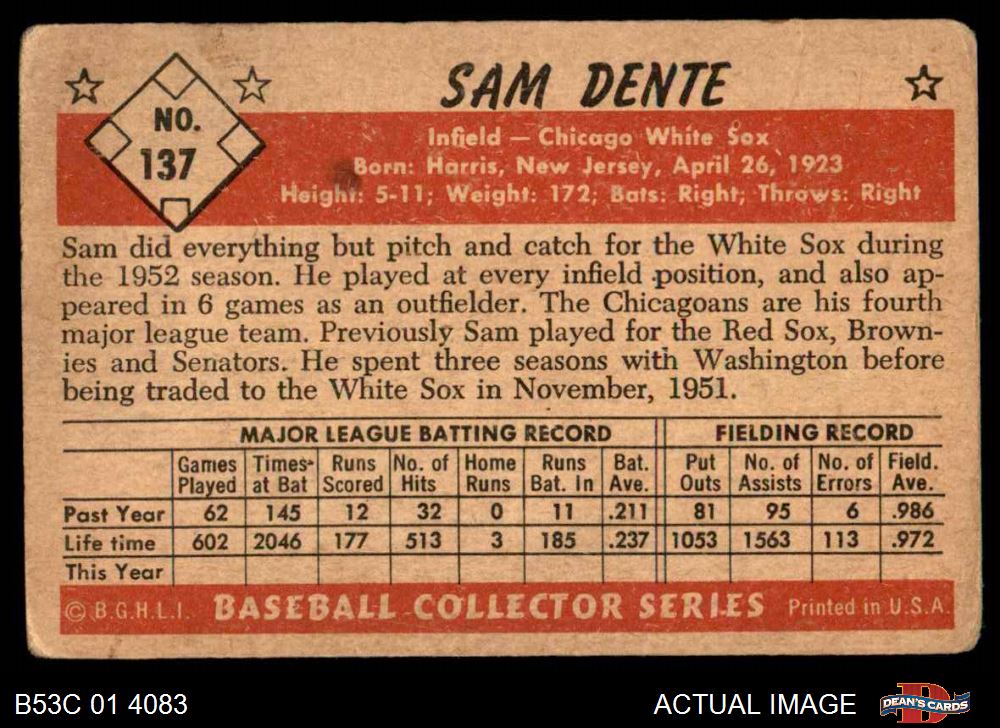 SAM DENTE
NO.
137
Infield — Chicago White Sox
Born: Harris, New Jersey, April 26, 1923
Height: 5-11; Weight: 172; Bats: Right; Throws: Right
Sam did everything but pitch and catch for the White Sox during
the 1952 season. He played at every infield position, and also ap-
peared in 6 games as an outfielder. The Chicagoans are his fourth
major league team. Previously Sam played for the Red Sox, Brown-
ies and Senators. He spent three seasons with Washington before
being traded to the White Sox in November, 1951.
MAJOR LEAGUE BATTING RECORD FIELDING RECORD
Games Times Runs No. of Home Runs Bat. Put No. of No. of Field.
Played at Bat Scored Hits Runs Bat. In Ave. Outs Assists Errors Ave.
Past Year 62 145 12 32 0 11 .211 81 95 6 .986
Life time 602 2046 177 513 3 185 .237 1053 1563 113 .972
This Year
© B.G.H.L.I. BASEBALL COLLECTOR SERIES Printed in U.S.A.
B53C 01 4083 ACTUAL IMAGE DEAN'S CARDS